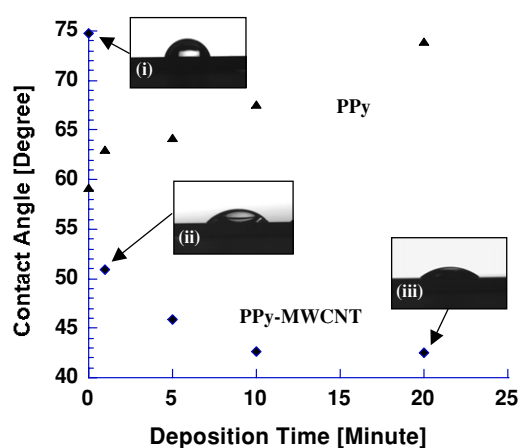 Contact Angle [Degree]
75
70
65
60
55
50
45
40
(i)
PPy
(ii)
PPy-MWCNT
(iii)
0
5
10
15
20
25
Deposition Time [Minute]